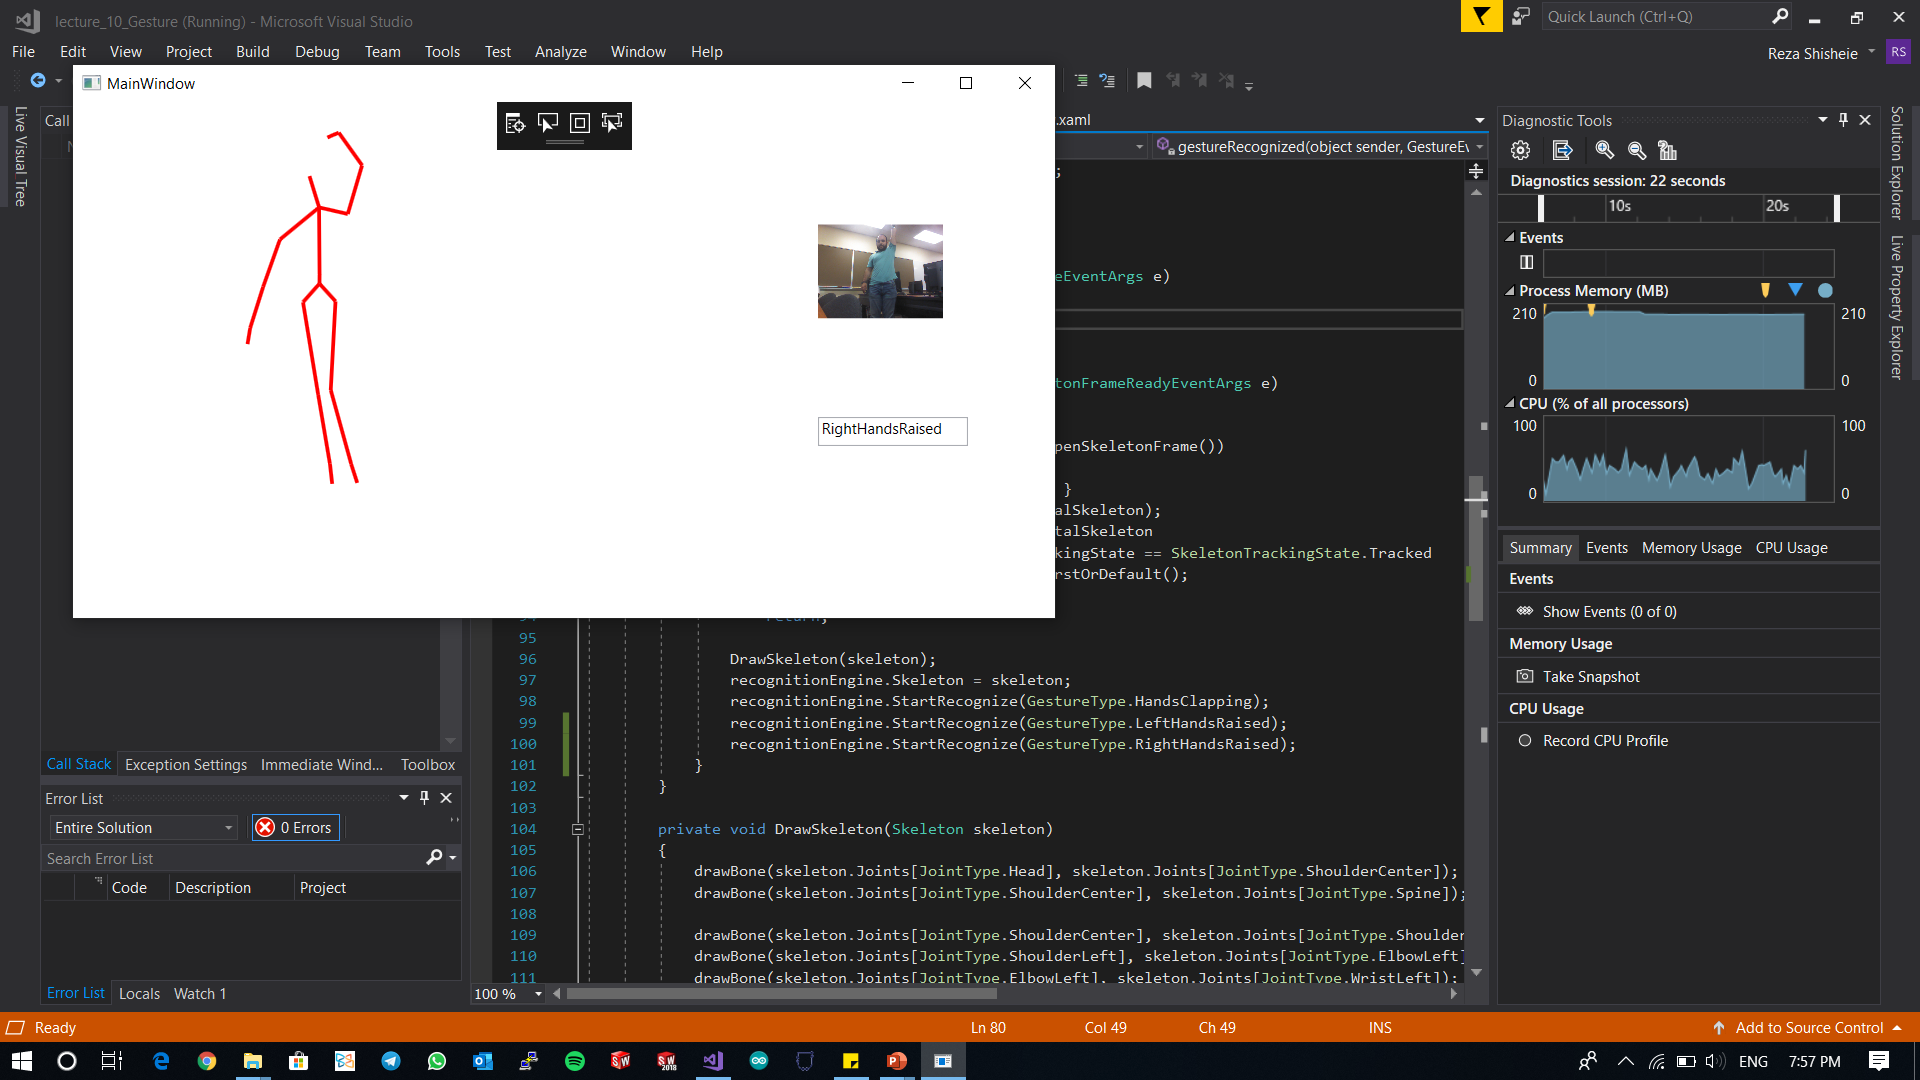 lecture_10_Gesture (Running) - Microsoft Visual Studio
Quick Launch (Ctrl+Q)
File Edit View Project Build Debug Team Tools Test Analyze Window Help
Reza Shisheie
RS
MainWindow
RightHandsRaised
Live Visual Tree
Call
.xaml
gestureRecognized(object sender, GestureEv
;
eEventArgs e)
tonFrameReadyEventArgs e)
penSkeletonFrame())
}
alSkeleton);
talSkeleton
kingState == SkeletonTrackingState.Tracked
rstOrDefault();
95
96 DrawSkeleton(skeleton);
97 recognitionEngine.Skeleton = skeleton;
98 recognitionEngine.StartRecognize(GestureType.HandsClapping);
99 recognitionEngine.StartRecognize(GestureType.LeftHandsRaised);
100 recognitionEngine.StartRecognize(GestureType.RightHandsRaised);
101 }
102 }
103
104 private void DrawSkeleton(Skeleton skeleton)
105 {
106 drawBone(skeleton.Joints[JointType.Head], skeleton.Joints[JointType.ShoulderCenter]);
107 drawBone(skeleton.Joints[JointType.ShoulderCenter], skeleton.Joints[JointType.Spine]);
108
109 drawBone(skeleton.Joints[JointType.ShoulderCenter], skeleton.Joints[JointType.Shoulder
110 drawBone(skeleton.Joints[JointType.ShoulderLeft], skeleton.Joints[JointType.ElbowLeft]
111 drawBone(skeleton.Joints[JointType.ElbowLeft], skeleton.Joints[JointType.WristLeft]);
100 %
Call Stack Exception Settings Immediate Wind... Toolbox
Error List
Entire Solution
0 Errors
Search Error List
Code Description Project
Error List Locals Watch 1
Diagnostic Tools
Diagnostics session: 22 seconds
10s 20s
Events
Process Memory (MB)
210 210
0 0
CPU (% of all processors)
100 100
0 0
Summary Events Memory Usage CPU Usage
Events
Show Events (0 of 0)
Memory Usage
Take Snapshot
CPU Usage
Record CPU Profile
Solution Explorer
Live Property Explorer
Ready
Ln 80 Col 49 Ch 49 INS
Add to Source Control
ENG 7:57 PM